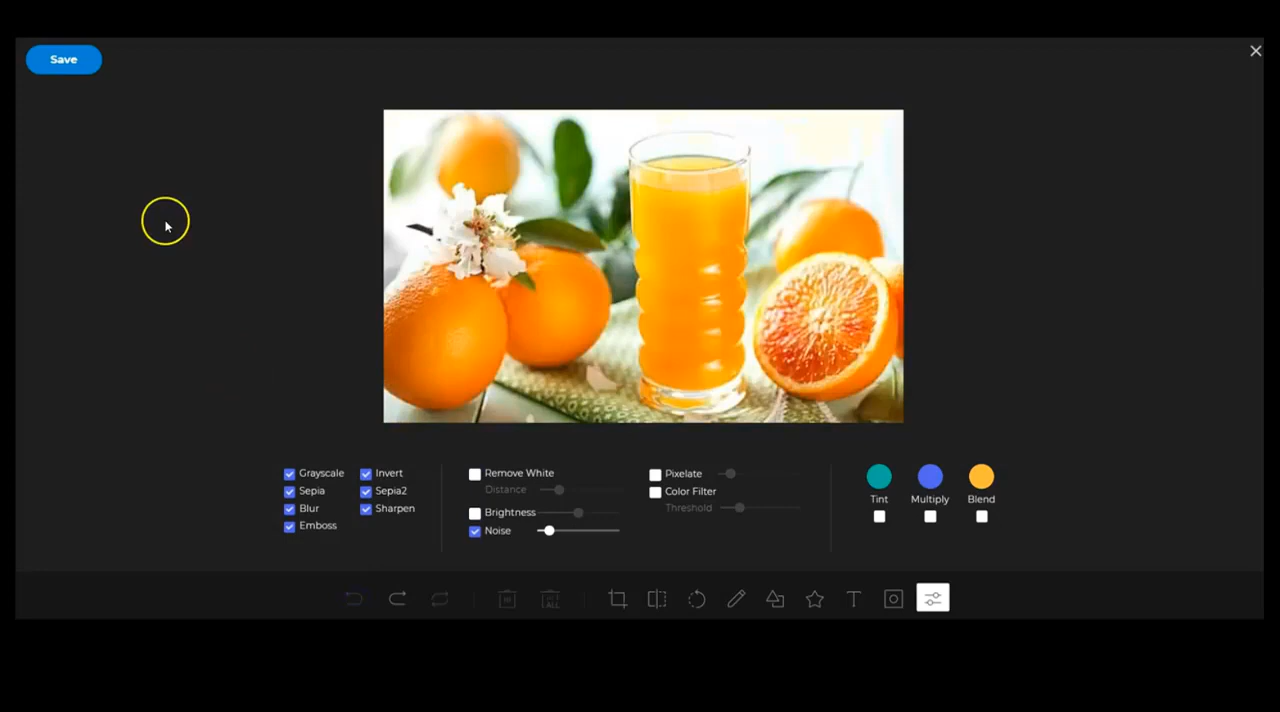 Save
Grayscale Invert
Sepia Sepia2
Blur Sharpen
Emboss
Remove White
Distance
Brightness
Noise
Pixelate
Color Filter
Threshold
Tint Multiply Blend
ALL
T